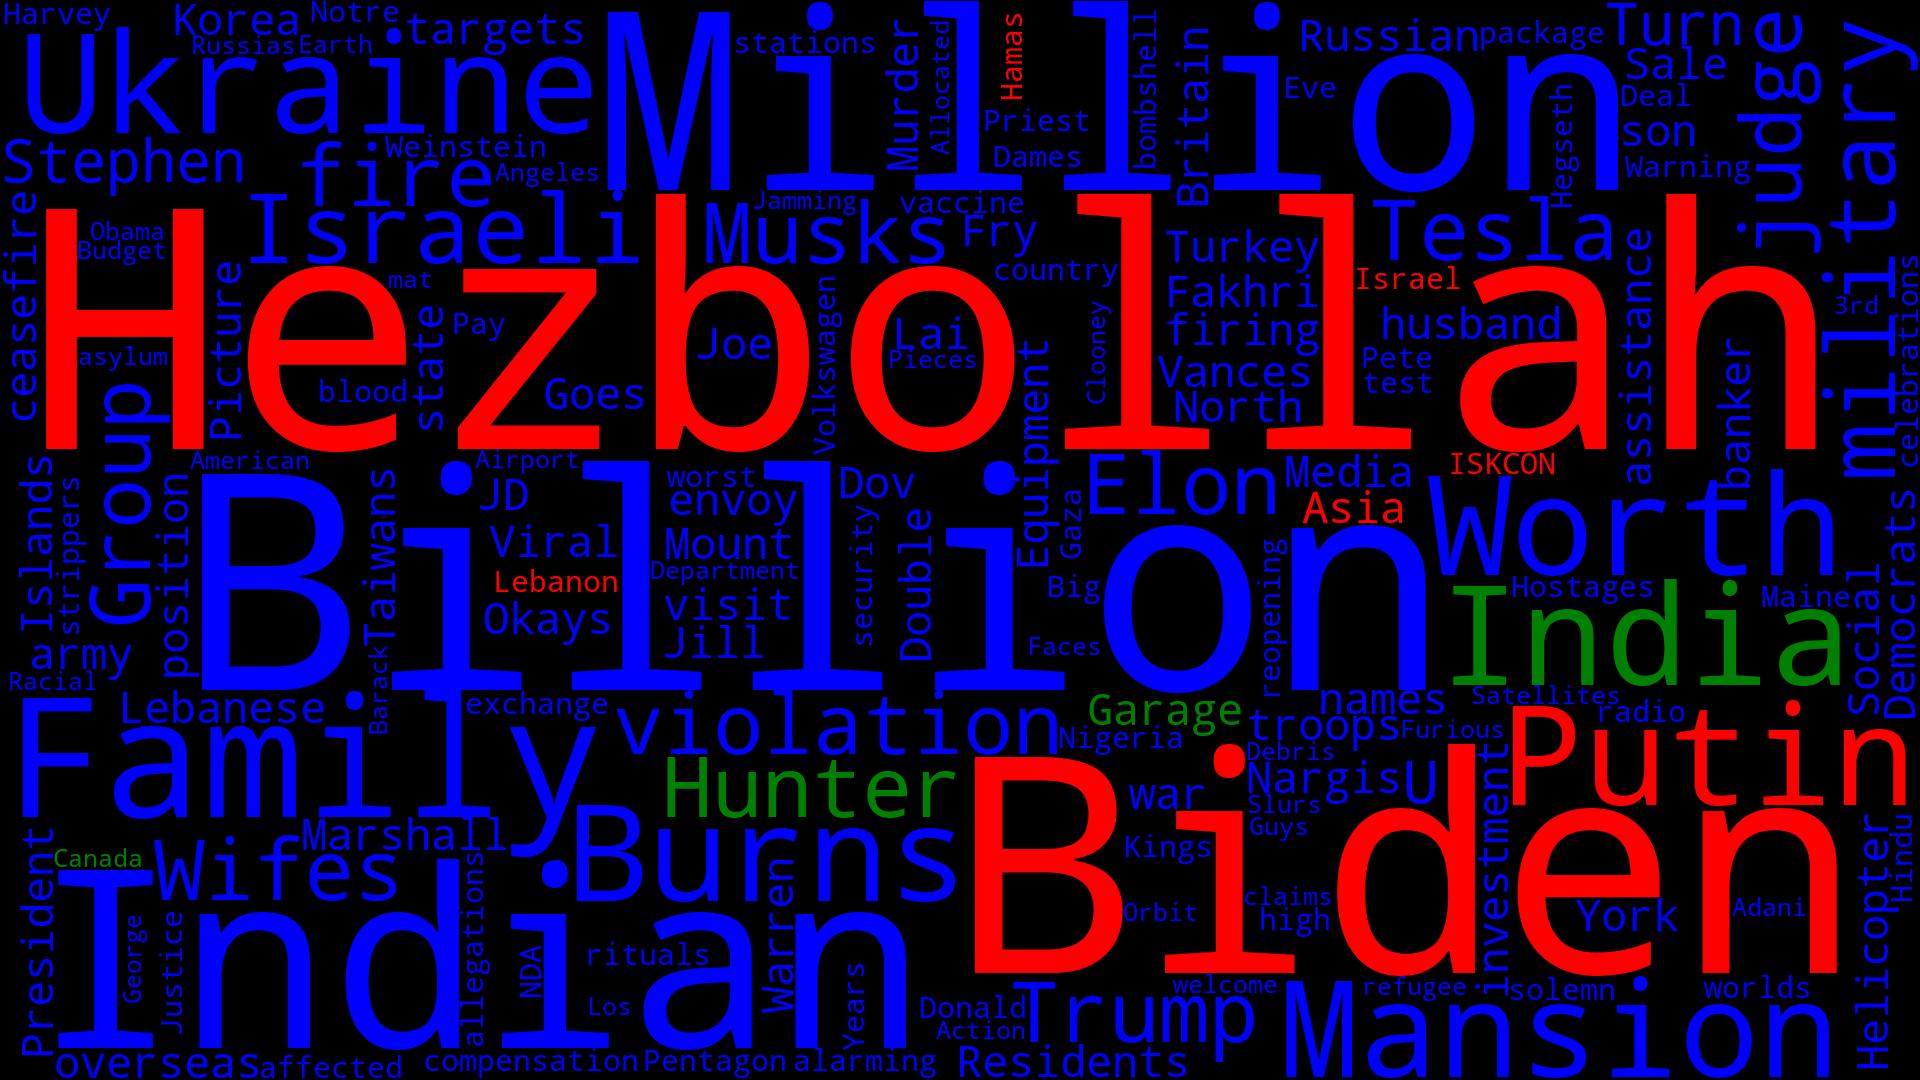 Harvey
Korea
Notre
Russias
Earth
targets
Ukraine
Million
stations
Murder
Allocated
Hamas
Priest
Dames
bombshell
Britain
Eve
Russian
package
Turn
Sale
Deal
son
Warning
Hegseth
judge
military
Stephen
fire
Weinstein
Angeles
Israeli
Jamming
Musks
vaccine
Fry
Tesla
ceasefire
Obama
Budget
Hezbollah
mat
country
Turkey
Fakhri
firing
Vances
North
Israel
husband
Pete
test
assistance
banker
3rd
celebrations
asylum
Picture
blood
state
Pay
Goes
Joe
Volkswagen
Lai
Pieces
Equipment
Clooney
Group
American
Airport
Islands
strippers
position
Billion
Taiwans
Barack
JD
Viral
Lebanon
Okays
worst
envoy
Mount
Department
visit
Jill
Dov
security
Double
Gaza
Big
Faces
Elon
Media
Asia
ISKCON
Worth
reopening
India
Hostages
Maine
Social
Democrats
army
Racial
Family
Lebanese
exchange
violation
Garage
Nigeria
names
troops
Satellites
radio
Furious
Debris
Putin
Hunter
Biden
war
Nargis
U
Slurs
Guys
Kings
investment
Marshall
Canada
Wifes
Burns
President
George
Justice
Indian
allegations
NDA
rituals
Los
Warren
Years
Orbit
claims
high
York
Adani
Helicopter
Hindu
Donald
Action
Trump
welcome
refugee
solemn
worlds
Mansion
overseas
affected
compensation
Pentagon
alarming
Residents